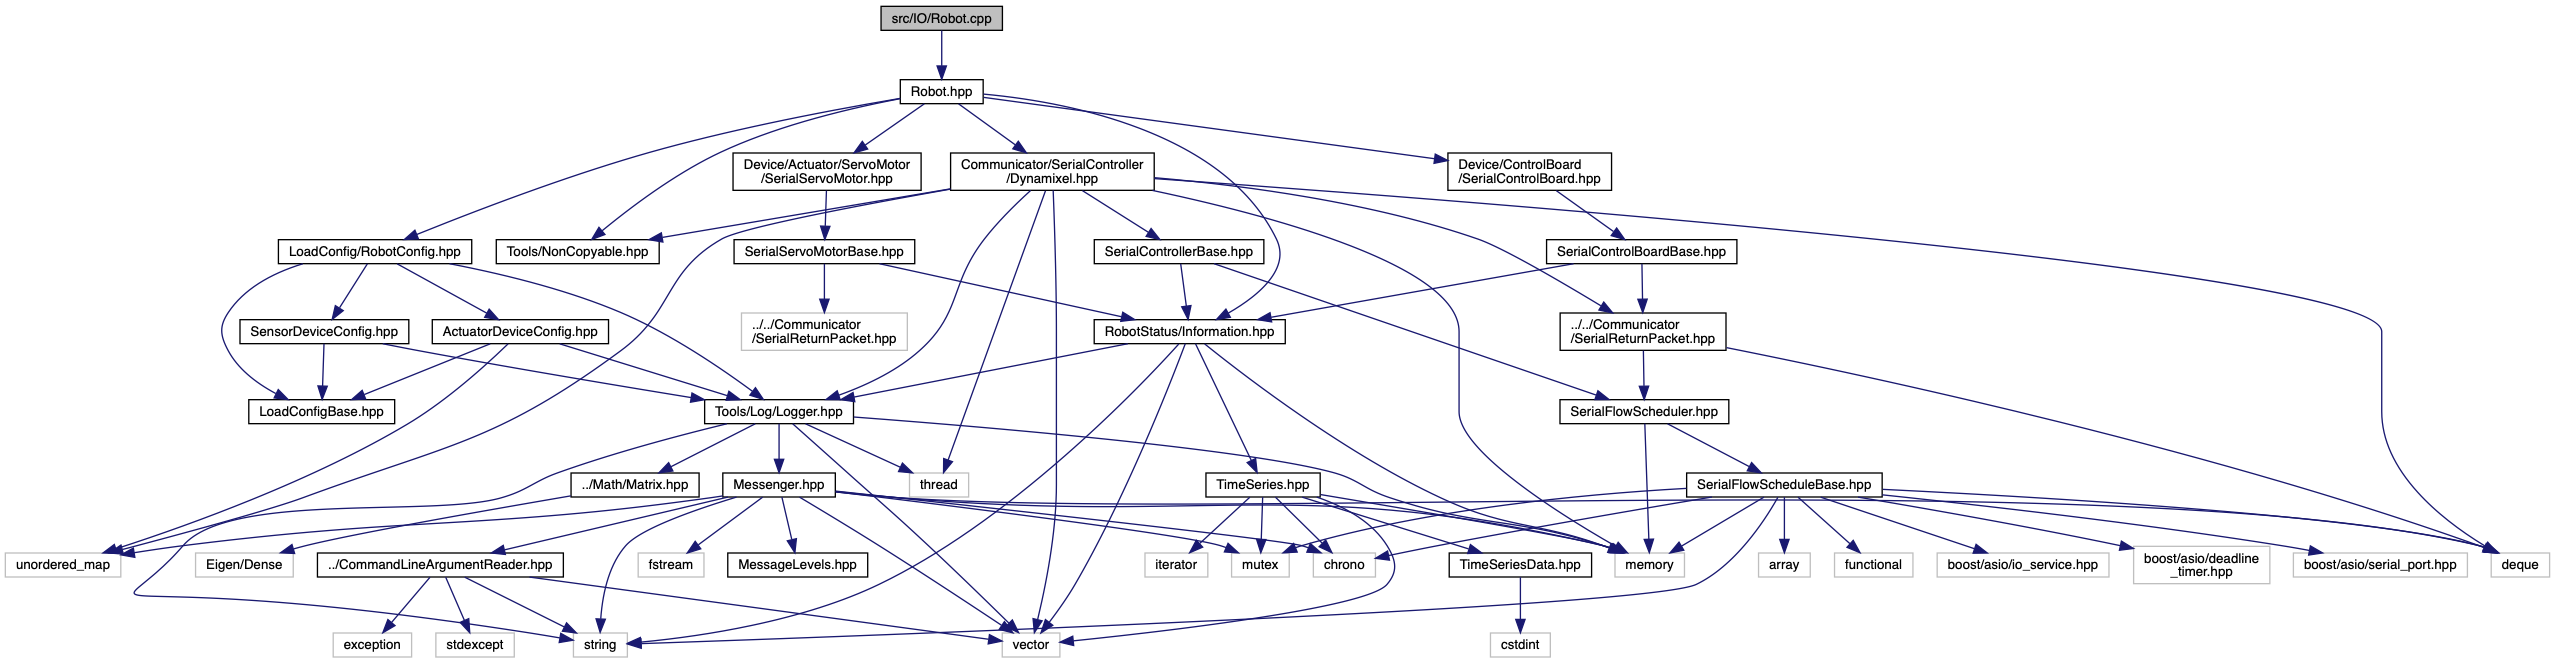 src/IO/Robot.cpp
Robot.hpp
Device/Actuator/ServoMotor
/SerialServoMotor.hpp
Communicator/SerialController
/Dynamixel.hpp
Device/ControlBoard
/SerialControlBoard.hpp
LoadConfig/RobotConfig.hpp
Tools/NonCopyable.hpp
SerialServoMotorBase.hpp
SerialControllerBase.hpp
SerialControlBoardBase.hpp
SensorDeviceConfig.hpp
ActuatorDeviceConfig.hpp
../../Communicator
/SerialReturnPacket.hpp
RobotStatus/Information.hpp
../../Communicator
/SerialReturnPacket.hpp
LoadConfigBase.hpp
Tools/Log/Logger.hpp
SerialFlowScheduler.hpp
../Math/Matrix.hpp
Messenger.hpp
thread
TimeSeries.hpp
SerialFlowScheduleBase.hpp
unordered_map
Eigen/Dense
../CommandLineArgumentReader.hpp
fstream
MessageLevels.hpp
iterator
mutex
chrono
TimeSeriesData.hpp
memory
array
functional
boost/asio/io_service.hpp
boost/asio/deadline
_timer.hpp
boost/asio/serial_port.hpp
deque
exception
stdexcept
string
vector
cstdint